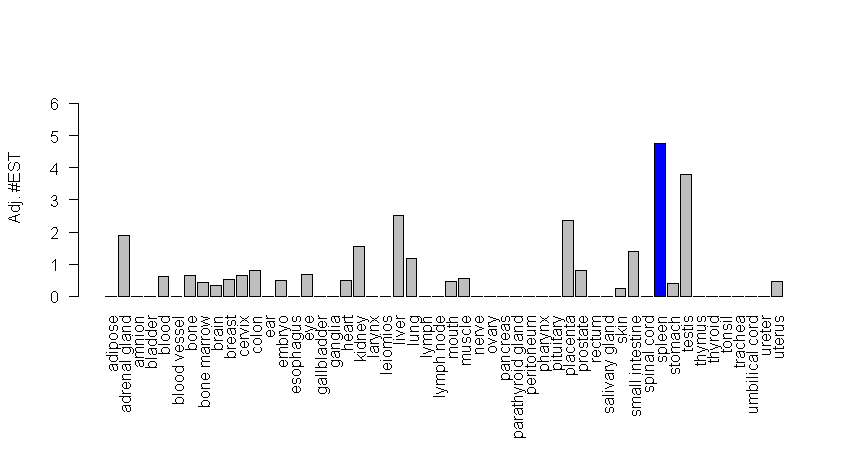 Adj. #EST
6
5
4
3
2
1
0
adipose
adrenal gland
amnion
bladder
blood
blood vessel
bone
bone marrow
brain
breast
cervix
colon
ear
embryo
esophagus
eye
gallbladder
ganglia
heart
kidney
larynx
leiomios
liver
lung
lymph
lymph node
mouth
muscle
nerve
ovary
pancreas
parathyroid gland
peritoneum
pharynx
pituitary
placenta
prostate
rectum
salivary gland
skin
small intestine
spinal cord
spleen
stomach
testis
thymus
thyroid
tonsil
trachea
umbilical cord
ureter
uterus